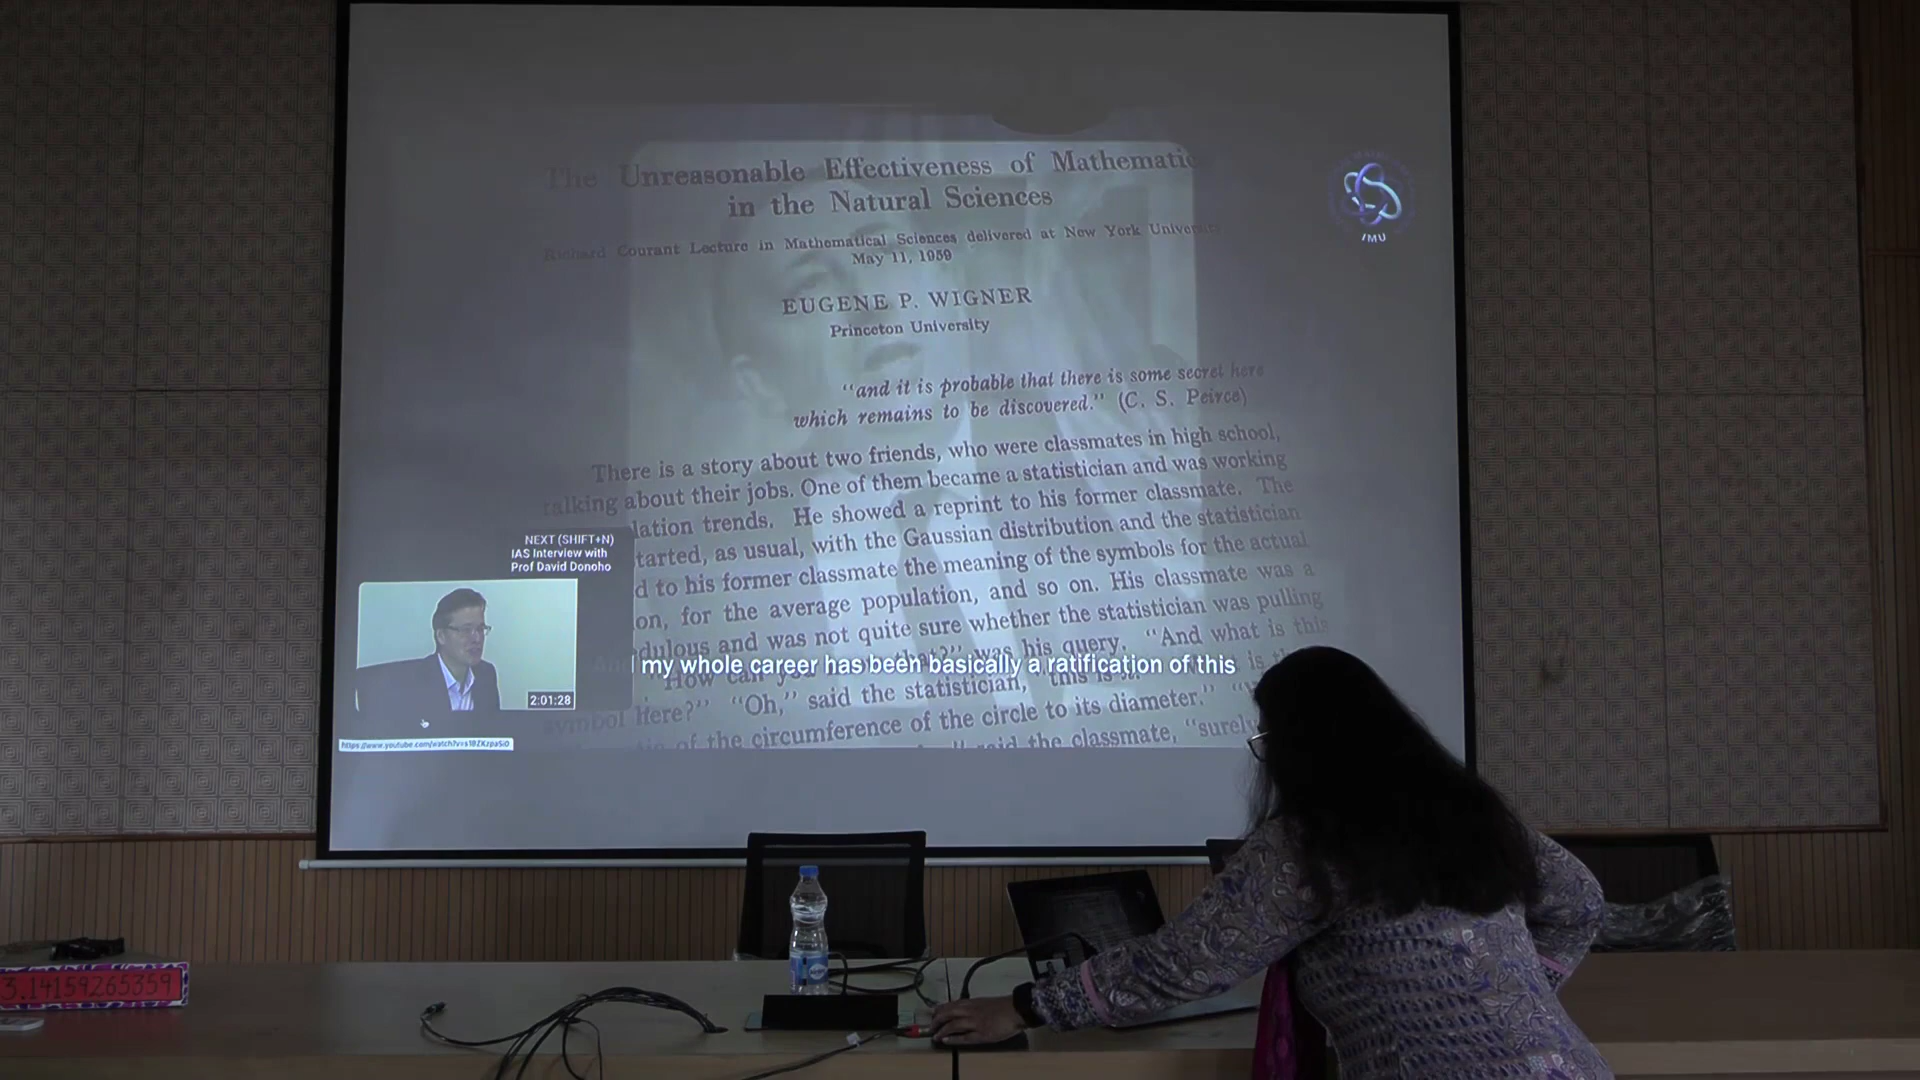 The Unreasonable Effectiveness of Mathematic
in the Natural Sciences
Richard Courant Lecture in Mathematical Sciences delivered at New York
May 11, 1959
EUGENE P. WIGNER
Princeton University
"and it is probable that there is some secret here
which remains to be discovered." (C. S. Peirce)
There is a story about two friends, who were classmates in high school,
talking about their jobs. One of them became a statistician and was working
lation trends. He showed a reprint to his former classmate. The
tarted, as usual, with the Gaussian distribution and the statistician
d to his former classmate the meaning of the symbols for the actual
on, for the average population, and so on. His classmate was a
dulous and was not quite sure whether the statistician was pulling
was his query. "And what is this
"How can you
symbol here?" "Oh," said the statistician, "this is
of the circumference of the circle to its diameter."
said the classmate, "surely
my whole career has been basically a ratification of this
IMU
NEXT (SHIFT+N)
IAS Interview with
Prof David Donoho
2:01:28
3.14159265359